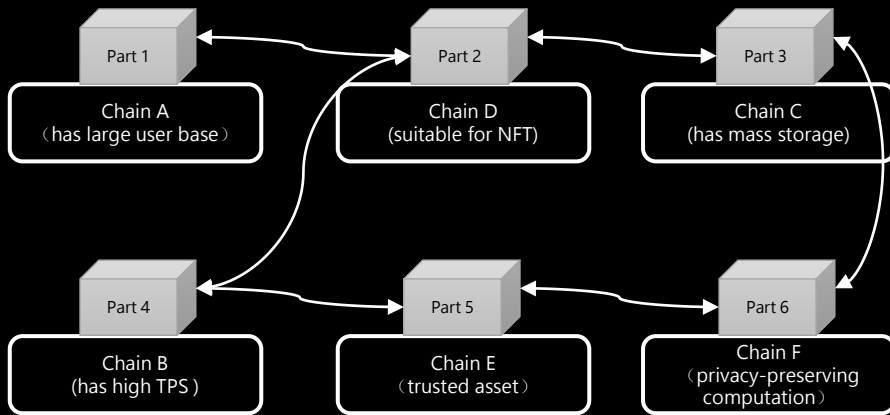 Part 1
Part 2
Part 3
Chain A
（has large user base）
Chain D
(suitable for NFT)
Chain C
(has mass storage)
Part 4
Part 5
Part 6
Chain B
(has high TPS )
Chain E
（trusted asset）
Chain F
（privacy-preserving
computation）